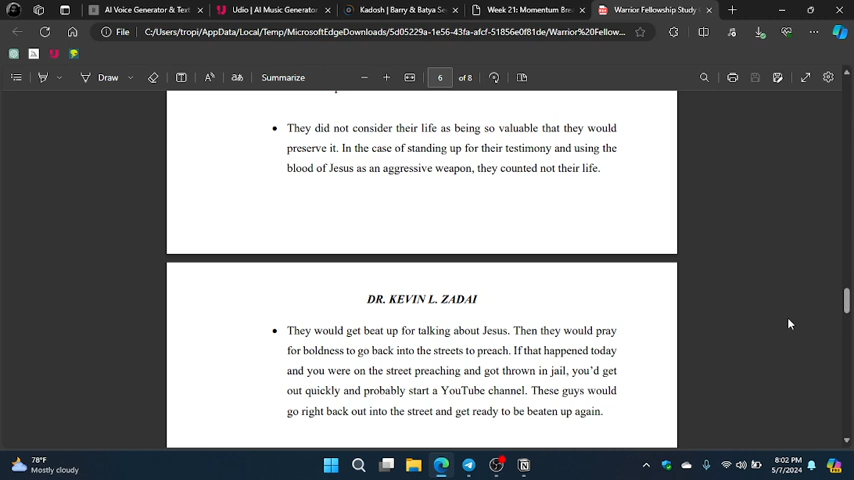 AI Voice Generator & Text
Udio | AI Music Generator
Kadosh | Barry & Batya Se
Week 21: Momentum Bre
Warrior Fellowship Study
File
C:/Users/tropi/AppData/Local/Temp/MicrosoftEdgeDownloads/5d05229a-1e56-43fa-afcf-51856e0f81de/Warrior%20Fellow...
Draw
Summarize
6 of 8
• They did not consider their life as being so valuable that they would
preserve it. In the case of standing up for their testimony and using the
blood of Jesus as an aggressive weapon, they counted not their life.
DR. KEVIN L. ZADAI
• They would get beat up for talking about Jesus. Then they would pray
for boldness to go back into the streets to preach. If that happened today
and you were on the street preaching and got thrown in jail, you'd get
out quickly and probably start a YouTube channel. These guys would
go right back out into the street and get ready to be beaten up again.
78°F
Mostly cloudy
8:02 PM
5/7/2024